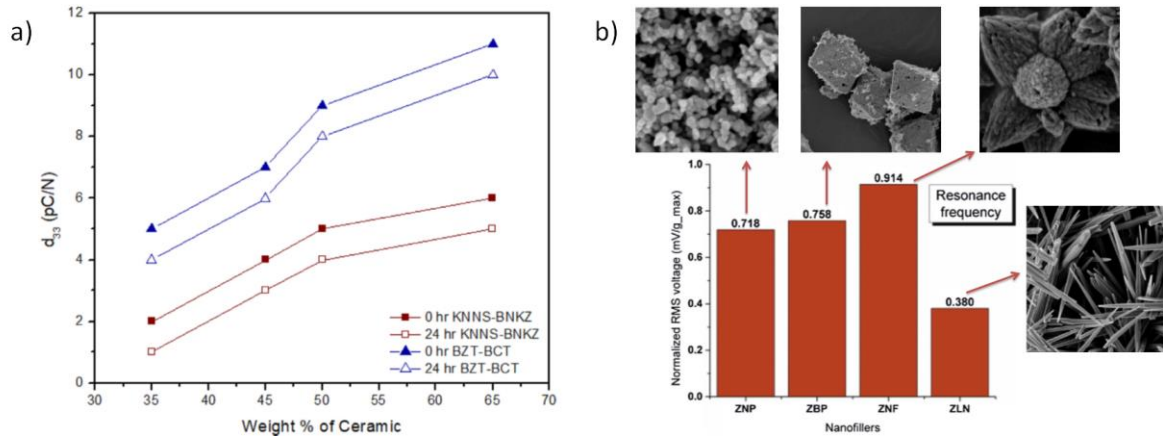 a)
12
10
8
6
4
2
0
d₃₃ (pC/N)
30 35 40 45 50 55 60 65 70
Weight % of Ceramic
0 hr KNNS-BNKZ
24 hr KNNS-BNKZ
0 hr BZT-BCT
24 hr BZT-BCT
b)
1.0
0.8
0.6
0.4
0.2
0.0
Normalized RMS voltage (mV/g_max)
0.718
0.758
0.914
0.380
Resonance
frequency
ZNP ZBP ZNF ZLN
Nanofillers